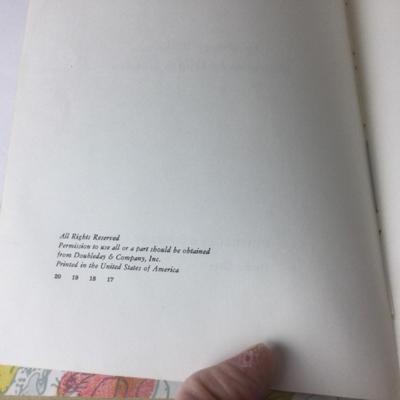 All Rights Reserved
Permission to use all or a part should be obtained
from Doubleday & Company, Inc.
Printed in the United States of America
20 19 18 17